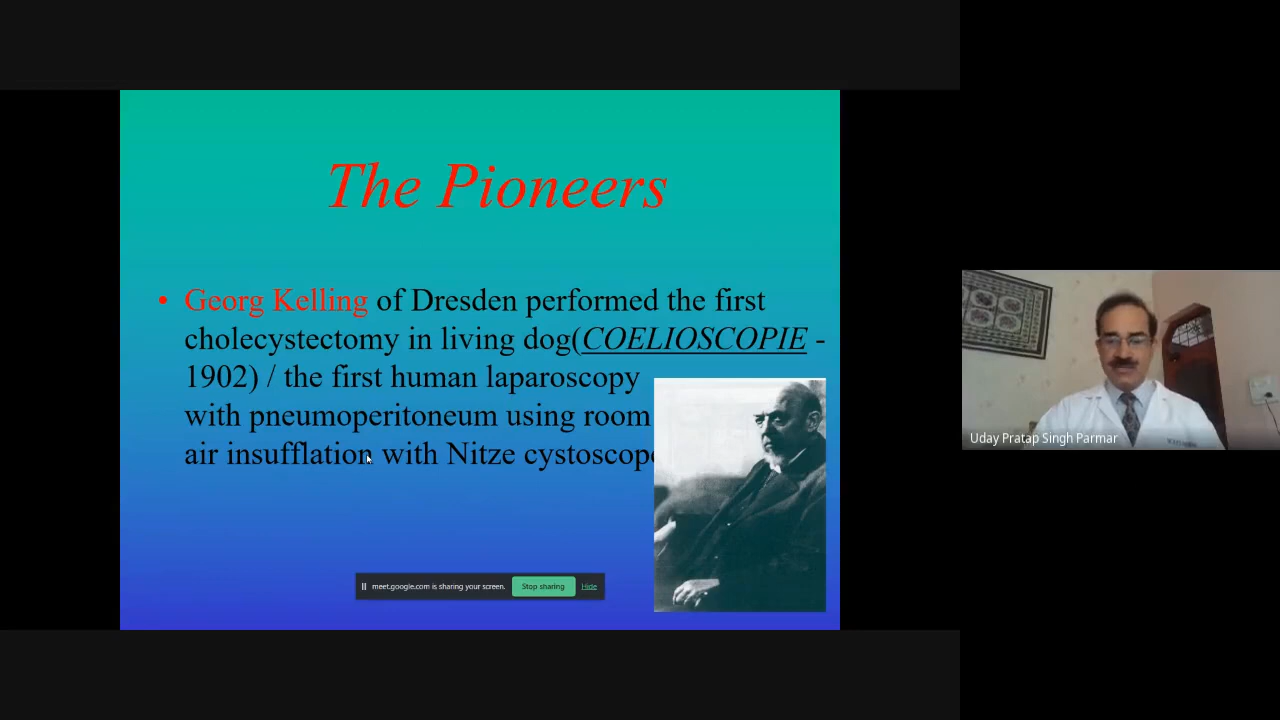 The Pioneers
• Georg Kelling of Dresden performed the first
cholecystectomy in living dog(COELIOSCOPIE -
1902) / the first human laparoscopy
with pneumoperitoneum using room
air insufflation with Nitze cystoscope
meet.google.com is sharing your screen. Stop sharing Hide
Uday Pratap Singh Parmar